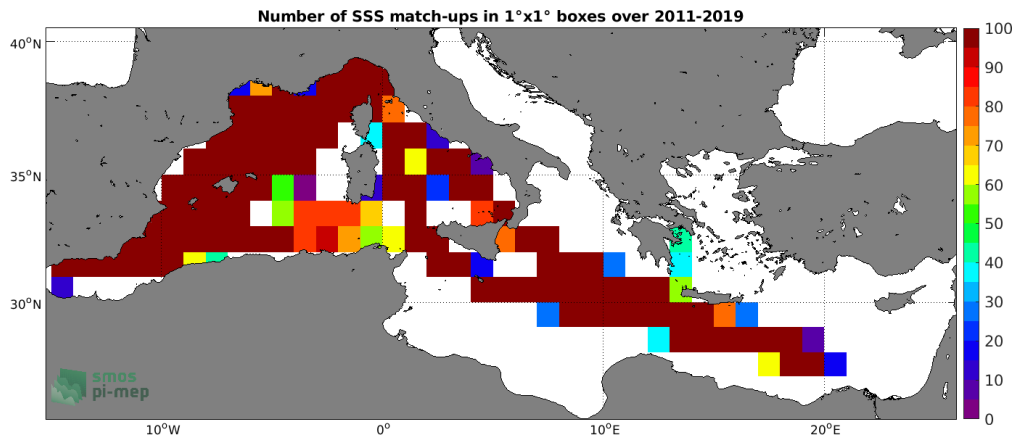 Number of SSS match-ups in 1°x1° boxes over 2011-2019
40°N
35°N
30°N
10°W
0°
10°E
20°E
100
90
80
70
60
50
40
30
20
10
0
smos
pi-mep